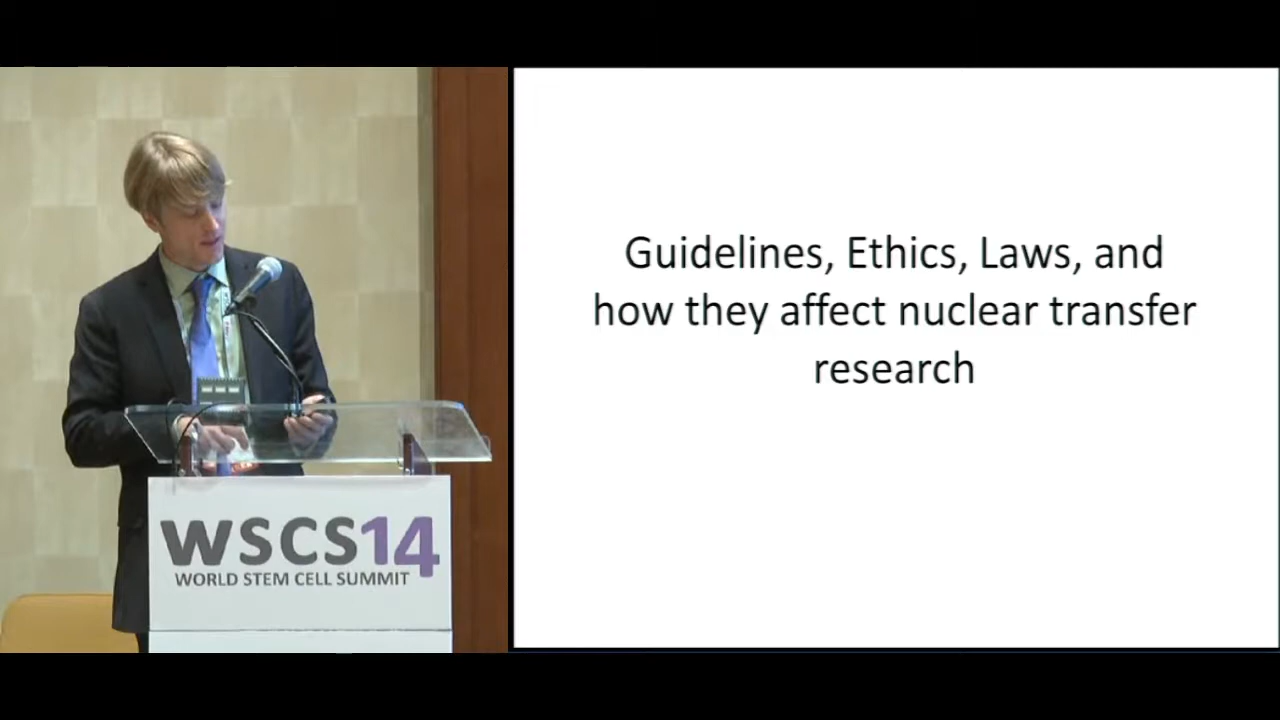 Guidelines, Ethics, Laws, and
how they affect nuclear transfer
research
WSCS14
WORLD STEM CELL SUMMIT